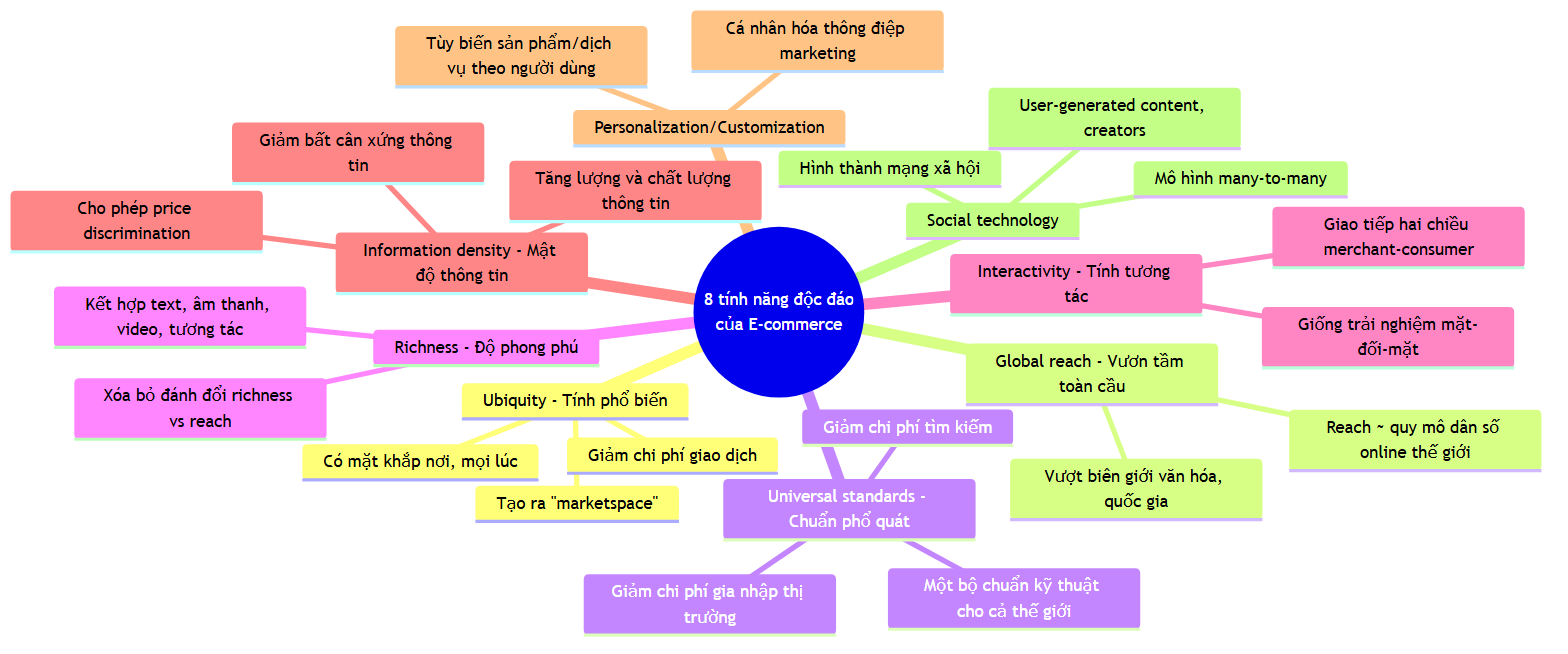 8 tính năng độc đáo
của E-commerce
Personalization/Customization
Tùy biến sản phẩm/dịch
vụ theo người dùng
Cá nhân hóa thông điệp
marketing
Social technology
User-generated content,
creators
Hình thành mạng xã hội
Mô hình many-to-many
Interactivity - Tính tương
tác
Giao tiếp hai chiều
merchant-consumer
Giống trải nghiệm mặt-
đối-mặt
Global reach - Vươn tầm
toàn cầu
Reach ~ quy mô dân số
online thế giới
Vượt biên giới văn hóa,
quốc gia
Universal standards -
Chuẩn phổ quát
Giảm chi phí tìm kiếm
Giảm chi phí gia nhập thị
trường
Một bộ chuẩn kỹ thuật
cho cả thế giới
Ubiquity - Tính phổ biến
Có mặt khắp nơi, mọi lúc
Tạo ra "marketspace"
Giảm chi phí giao dịch
Richness - Độ phong phú
Kết hợp text, âm thanh,
video, tương tác
Xóa bỏ đánh đổi richness
vs reach
Information density - Mật
độ thông tin
Giảm bất cân xứng thông
tin
Tăng lượng và chất lượng
thông tin
Cho phép price
discrimination